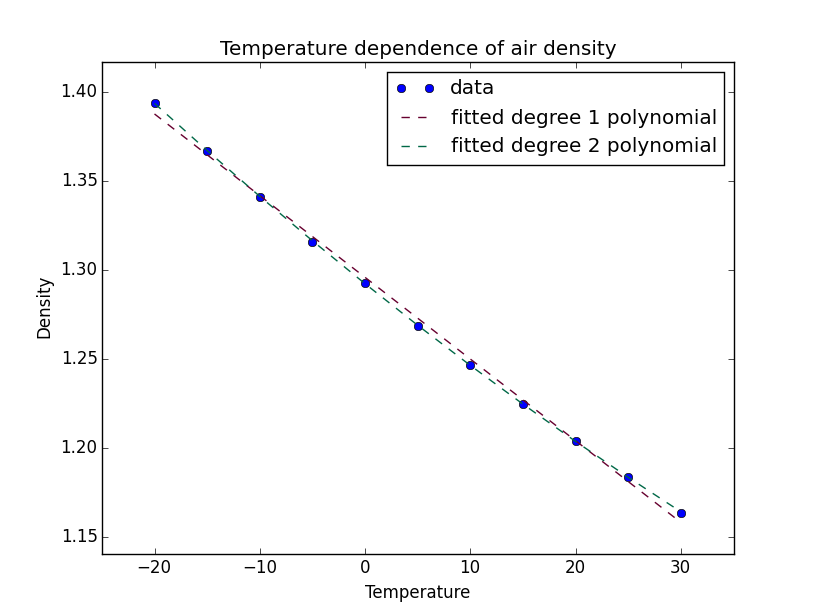 Temperature dependence of air density
data
fitted degree 1 polynomial
fitted degree 2 polynomial
1.40
1.35
1.30
1.25
1.20
1.15
Density
−20 −10 0 10 20 30
Temperature